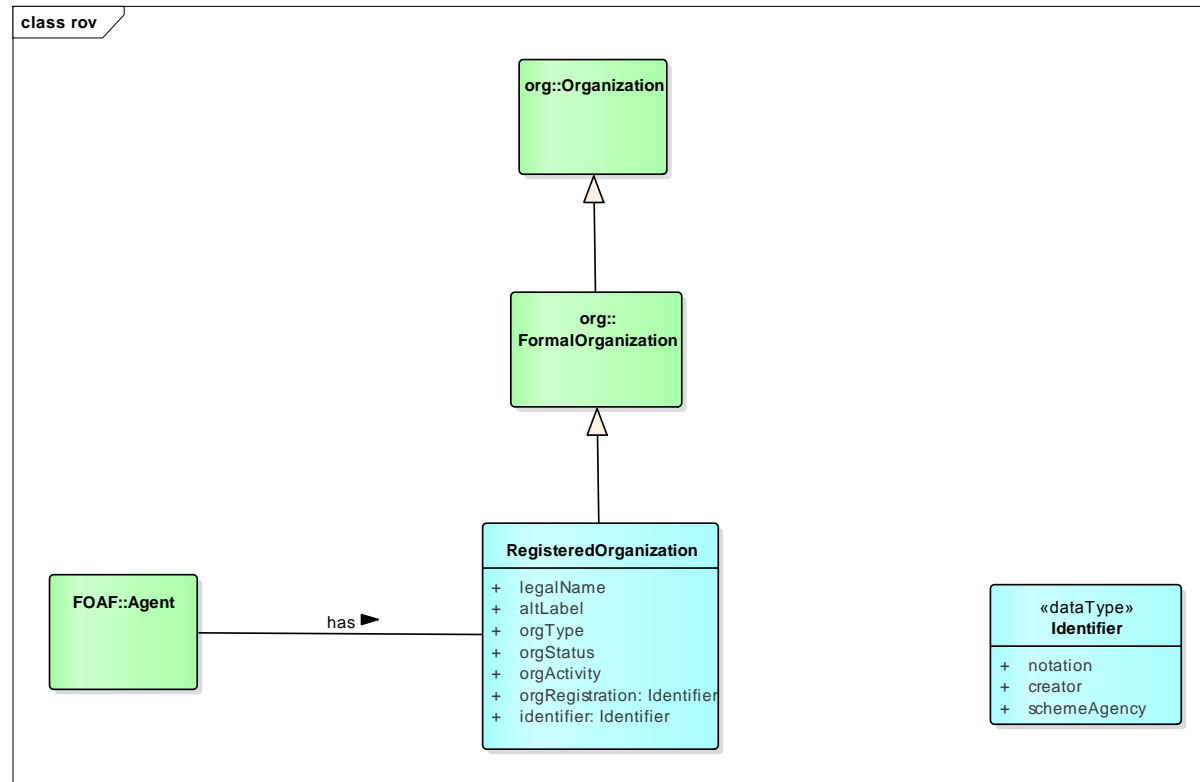 class rov
org::Organization
org::
FormalOrganization
RegisteredOrganization
+ legalName
+ altLabel
+ orgType
+ orgStatus
+ orgActivity
+ orgRegistration: Identifier
+ identifier: Identifier
FOAF::Agent
has
«dataType»
Identifier
+ notation
+ creator
+ schemeAgency